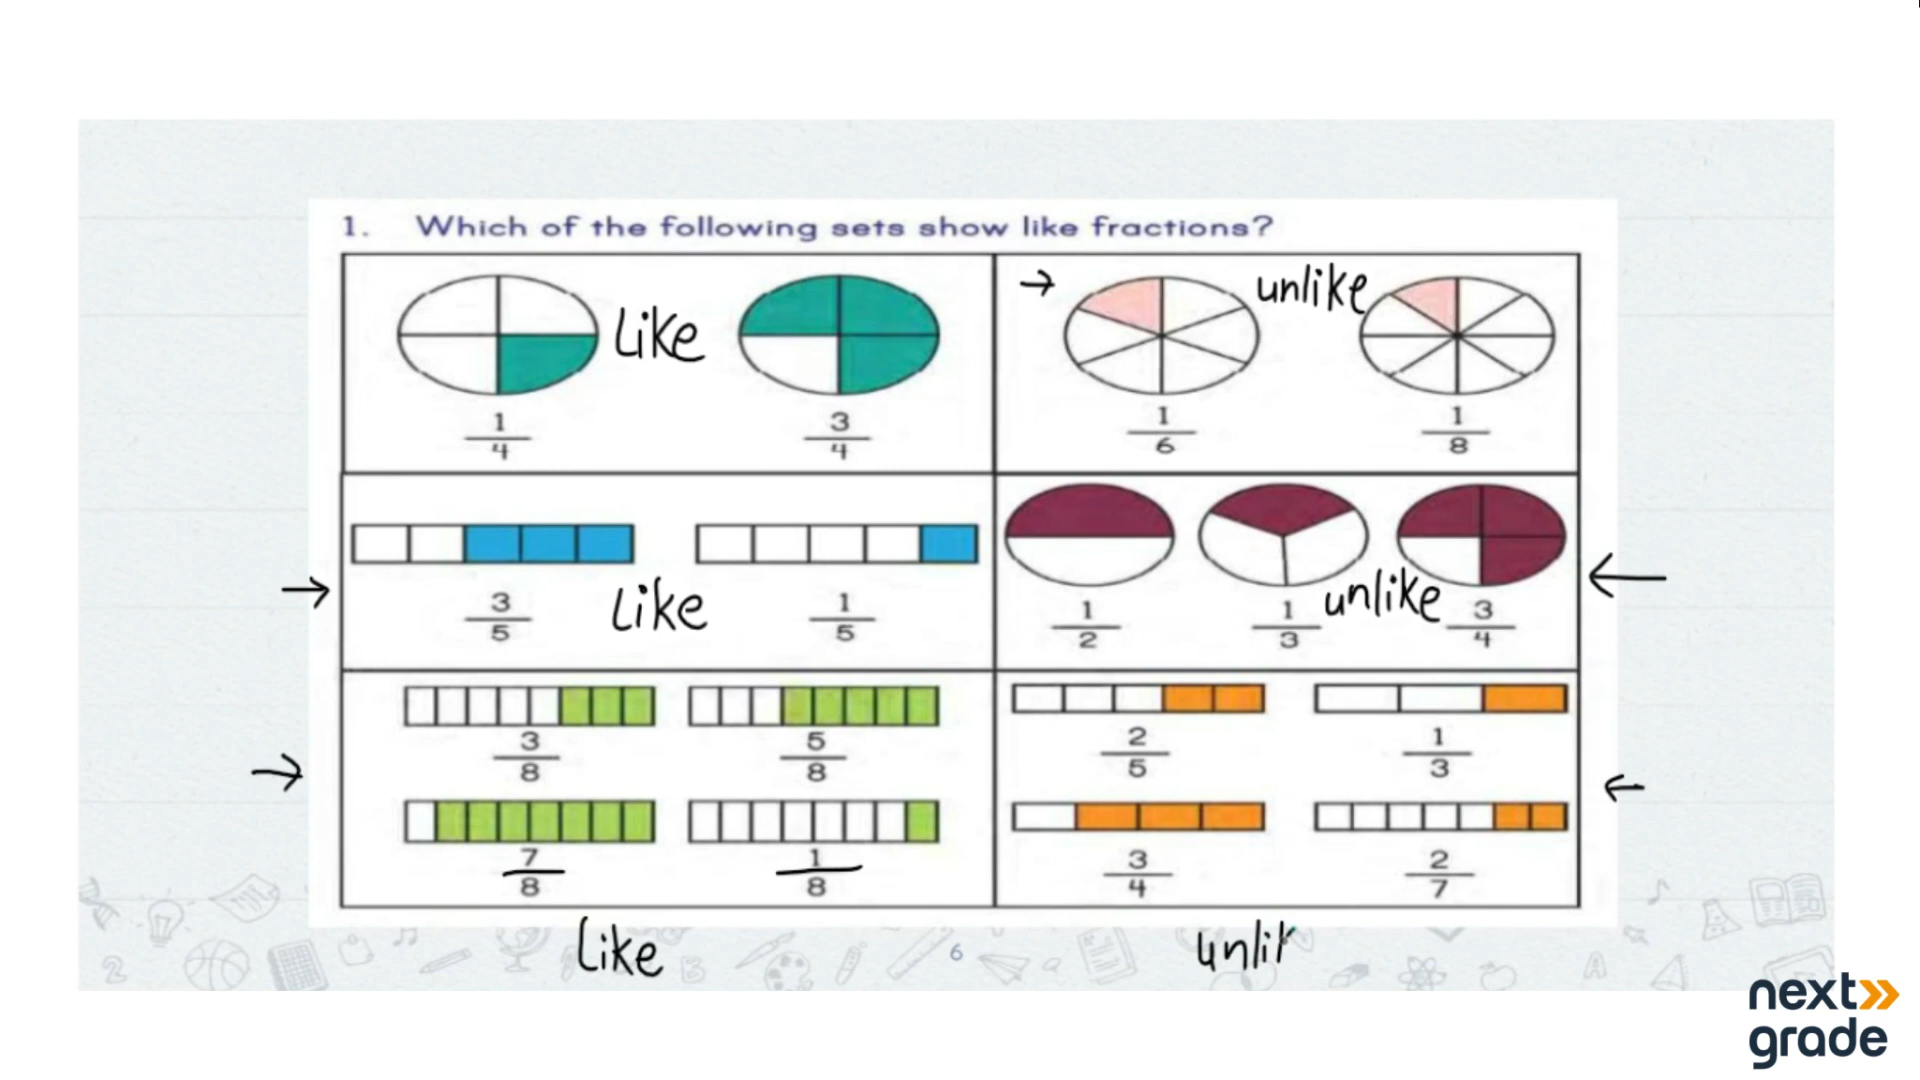 1. Which of the following sets show like fractions?
Like
1/4 3/4
→ unlike
1/6 1/8
→ Like
3/5 1/5
unlike ←
1/2 1/3 3/4
→
3/8 5/8
7/8 1/8
Like
2/5 1/3
←
3/4 2/7
unlik
6
next
grade